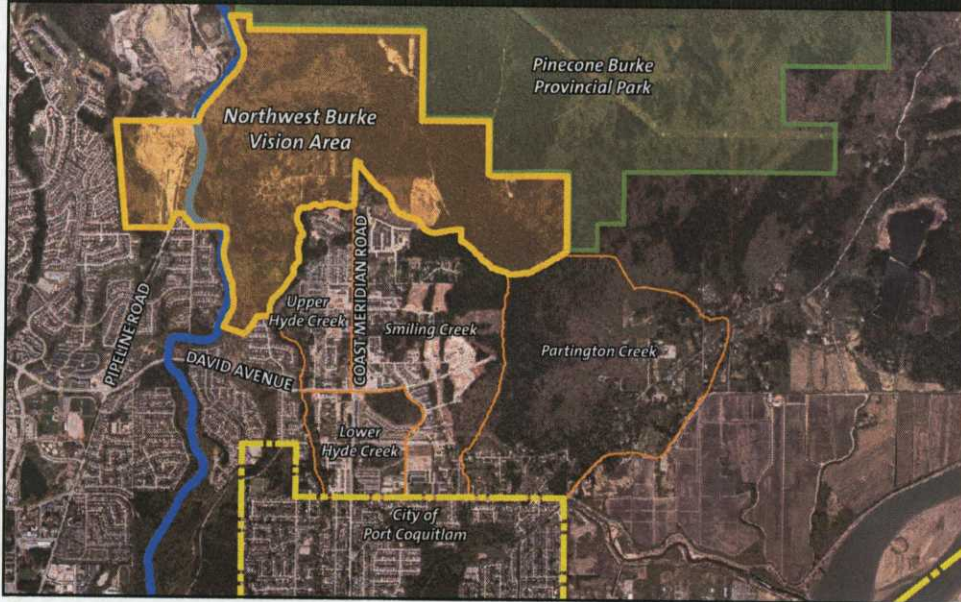 Pinecone Burke
Provincial Park
Northwest Burke
Vision Area
COAST MERIDIAN ROAD
PIPELINE ROAD
Upper
Hyde Creek
Smiling Creek
Partington Creek
DAVID AVENUE
Lower
Hyde Creek
City of
Port Coquitlam